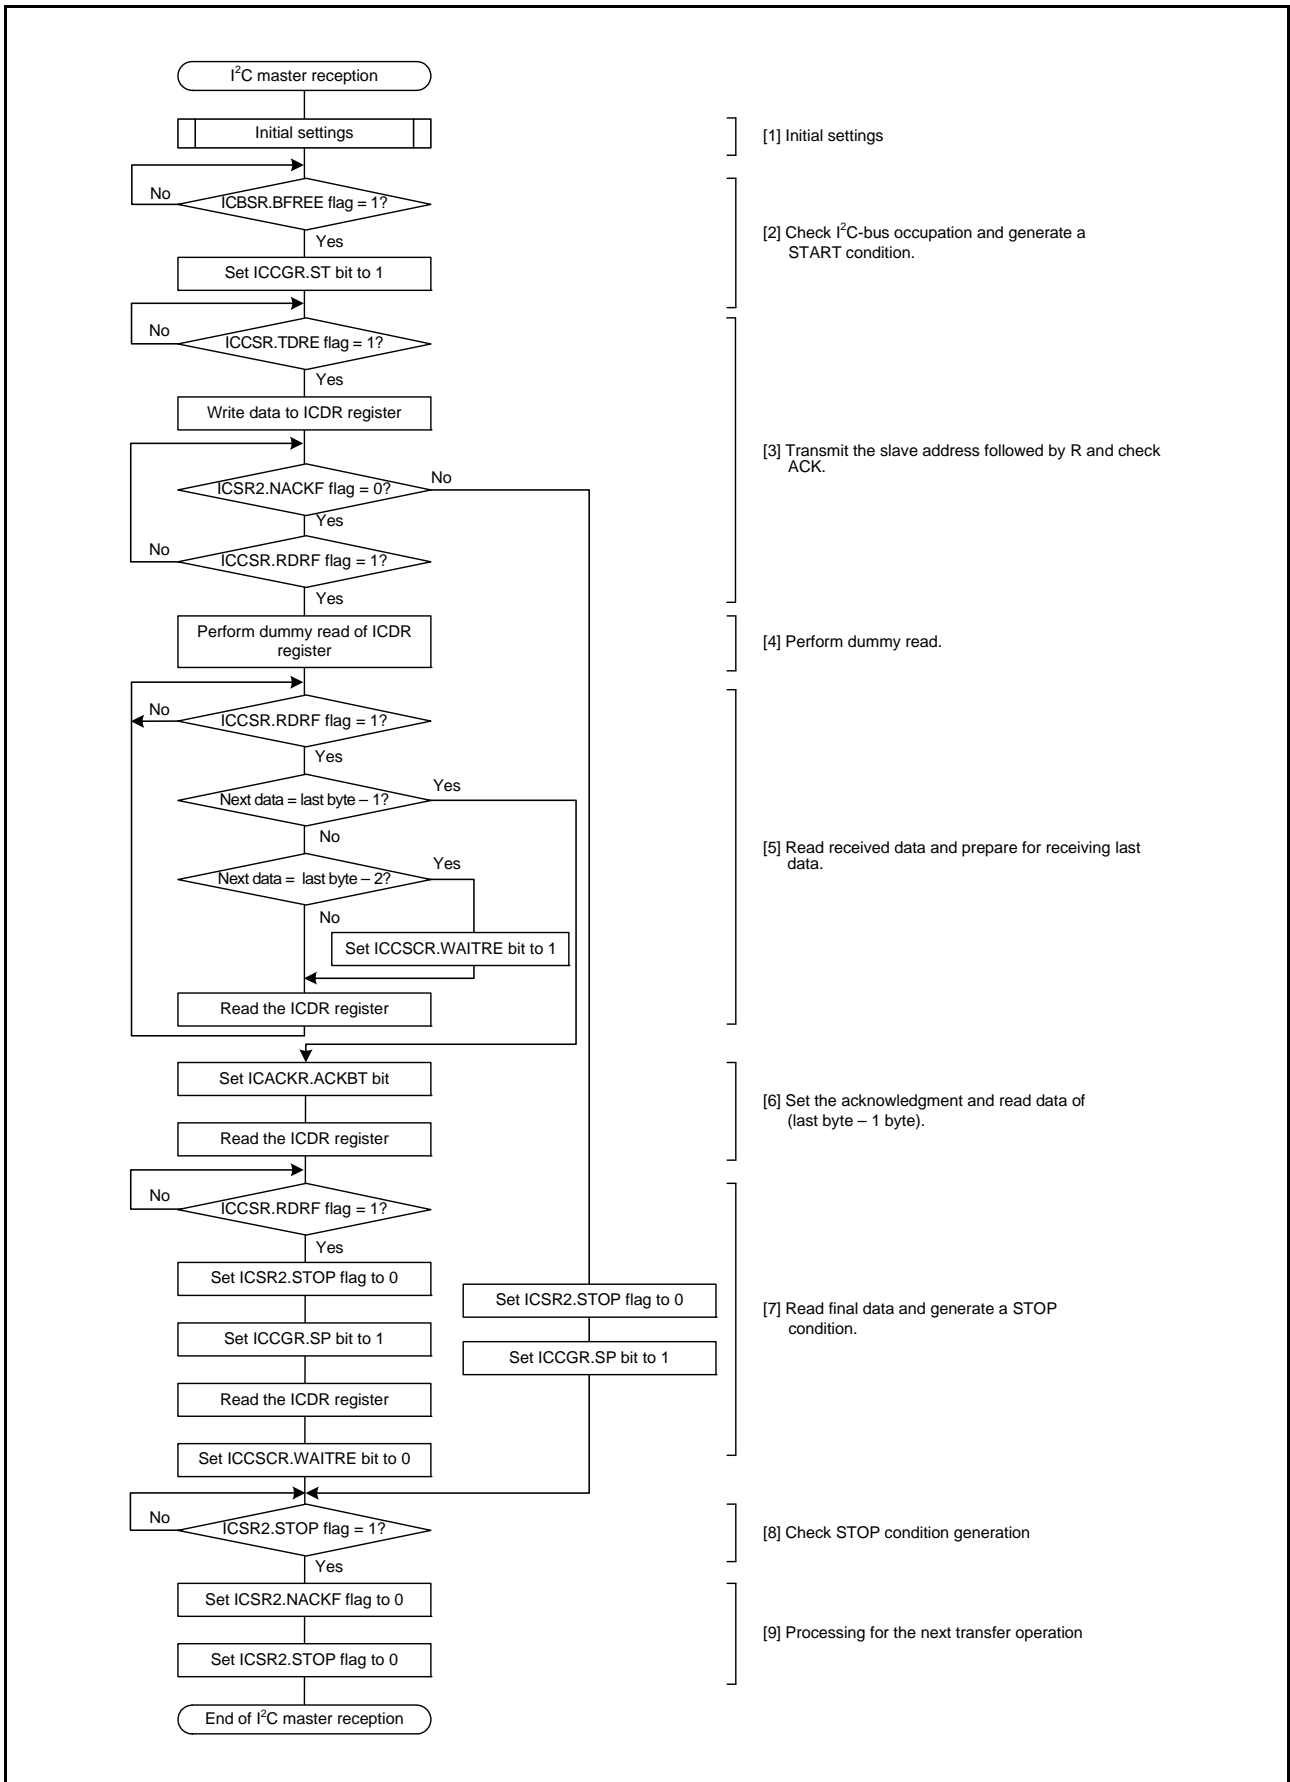 I²C master reception
Initial settings
[1] Initial settings
No
ICBSR.BFREE flag = 1?
Yes
[2] Check I²C-bus occupation and generate a
START condition.
Set ICCGR.ST bit to 1
No
ICCSR.TDRE flag = 1?
Yes
Write data to ICDR register
[3] Transmit the slave address followed by R and check
ACK.
ICSR2.NACKF flag = 0?
No
Yes
No
ICCSR.RDRF flag = 1?
Yes
Perform dummy read of ICDR
register
[4] Perform dummy read.
No
ICCSR.RDRF flag = 1?
Yes
Next data = last byte – 1?
Yes
No
[5] Read received data and prepare for receiving last
data.
Next data = last byte – 2?
Yes
No
Set ICCSCR.WAITRE bit to 1
Read the ICDR register
Set ICACKR.ACKBT bit
[6] Set the acknowledgment and read data of
(last byte – 1 byte).
Read the ICDR register
No
ICCSR.RDRF flag = 1?
Yes
Set ICSR2.STOP flag to 0
Set ICSR2.STOP flag to 0
[7] Read final data and generate a STOP
condition.
Set ICCGR.SP bit to 1
Set ICCGR.SP bit to 1
Read the ICDR register
Set ICCSCR.WAITRE bit to 0
No
ICSR2.STOP flag = 1?
[8] Check STOP condition generation
Yes
Set ICSR2.NACKF flag to 0
[9] Processing for the next transfer operation
Set ICSR2.STOP flag to 0
End of I²C master reception